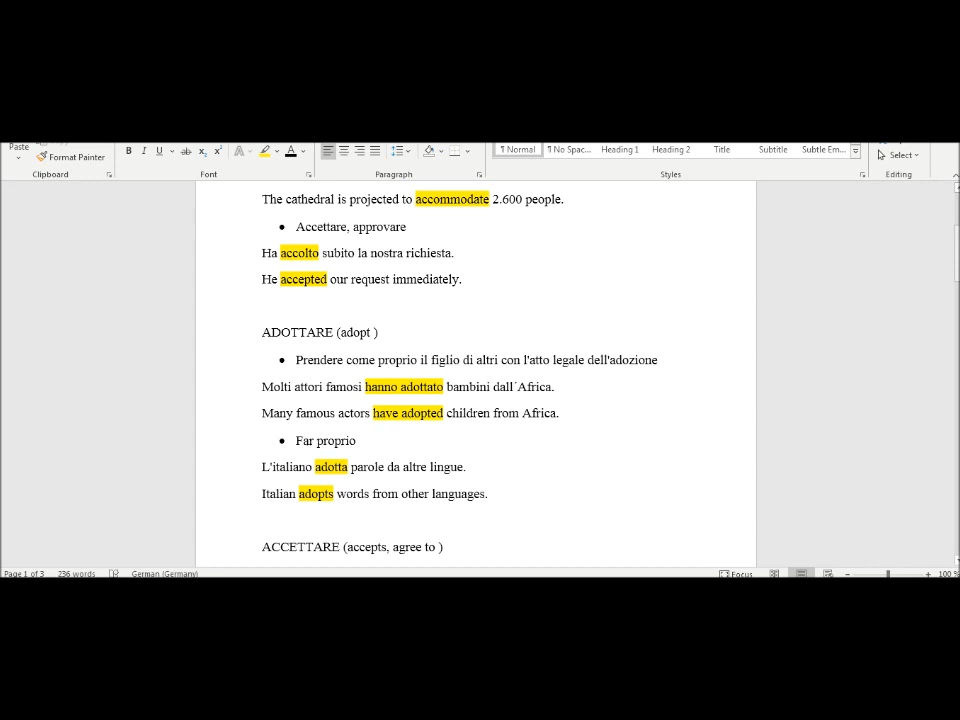 Paste
Format Painter
B I U ab x₂ x² A A
¶ Normal ¶ No Spac... Heading 1 Heading 2 Title Subtitle Subtle Em...
Select
Clipboard Font Paragraph Styles Editing
The cathedral is projected to accommodate 2.600 people.
• Accettare, approvare
Ha accolto subito la nostra richiesta.
He accepted our request immediately.
ADOTTARE (adopt )
• Prendere come proprio il figlio di altri con l'atto legale dell'adozione
Molti attori famosi hanno adottato bambini dall´Africa.
Many famous actors have adopted children from Africa.
• Far proprio
L'italiano adotta parole da altre lingue.
Italian adopts words from other languages.
ACCETTARE (accepts, agree to )
Page 1 of 3 236 words German (Germany) Focus 100 %